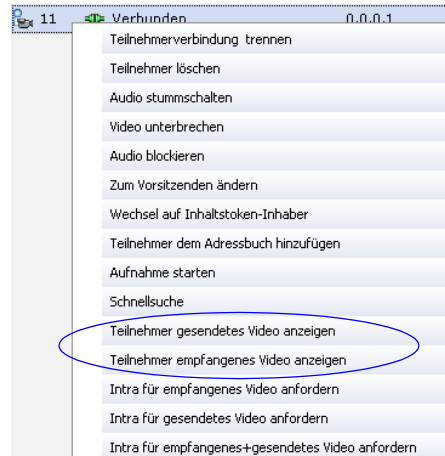 11 Verbunden 0.0.0.1
Teilnehmerverbindung trennen
Teilnehmer löschen
Audio stummschalten
Video unterbrechen
Audio blockieren
Zum Vorsitzenden ändern
Wechsel auf Inhaltstoken-Inhaber
Teilnehmer dem Adressbuch hinzufügen
Aufnahme starten
Schnellsuche
Teilnehmer gesendetes Video anzeigen
Teilnehmer empfangenes Video anzeigen
Intra für empfangenes Video anfordern
Intra für gesendetes Video anfordern
Intra für empfangenes+gesendetes Video anfordern